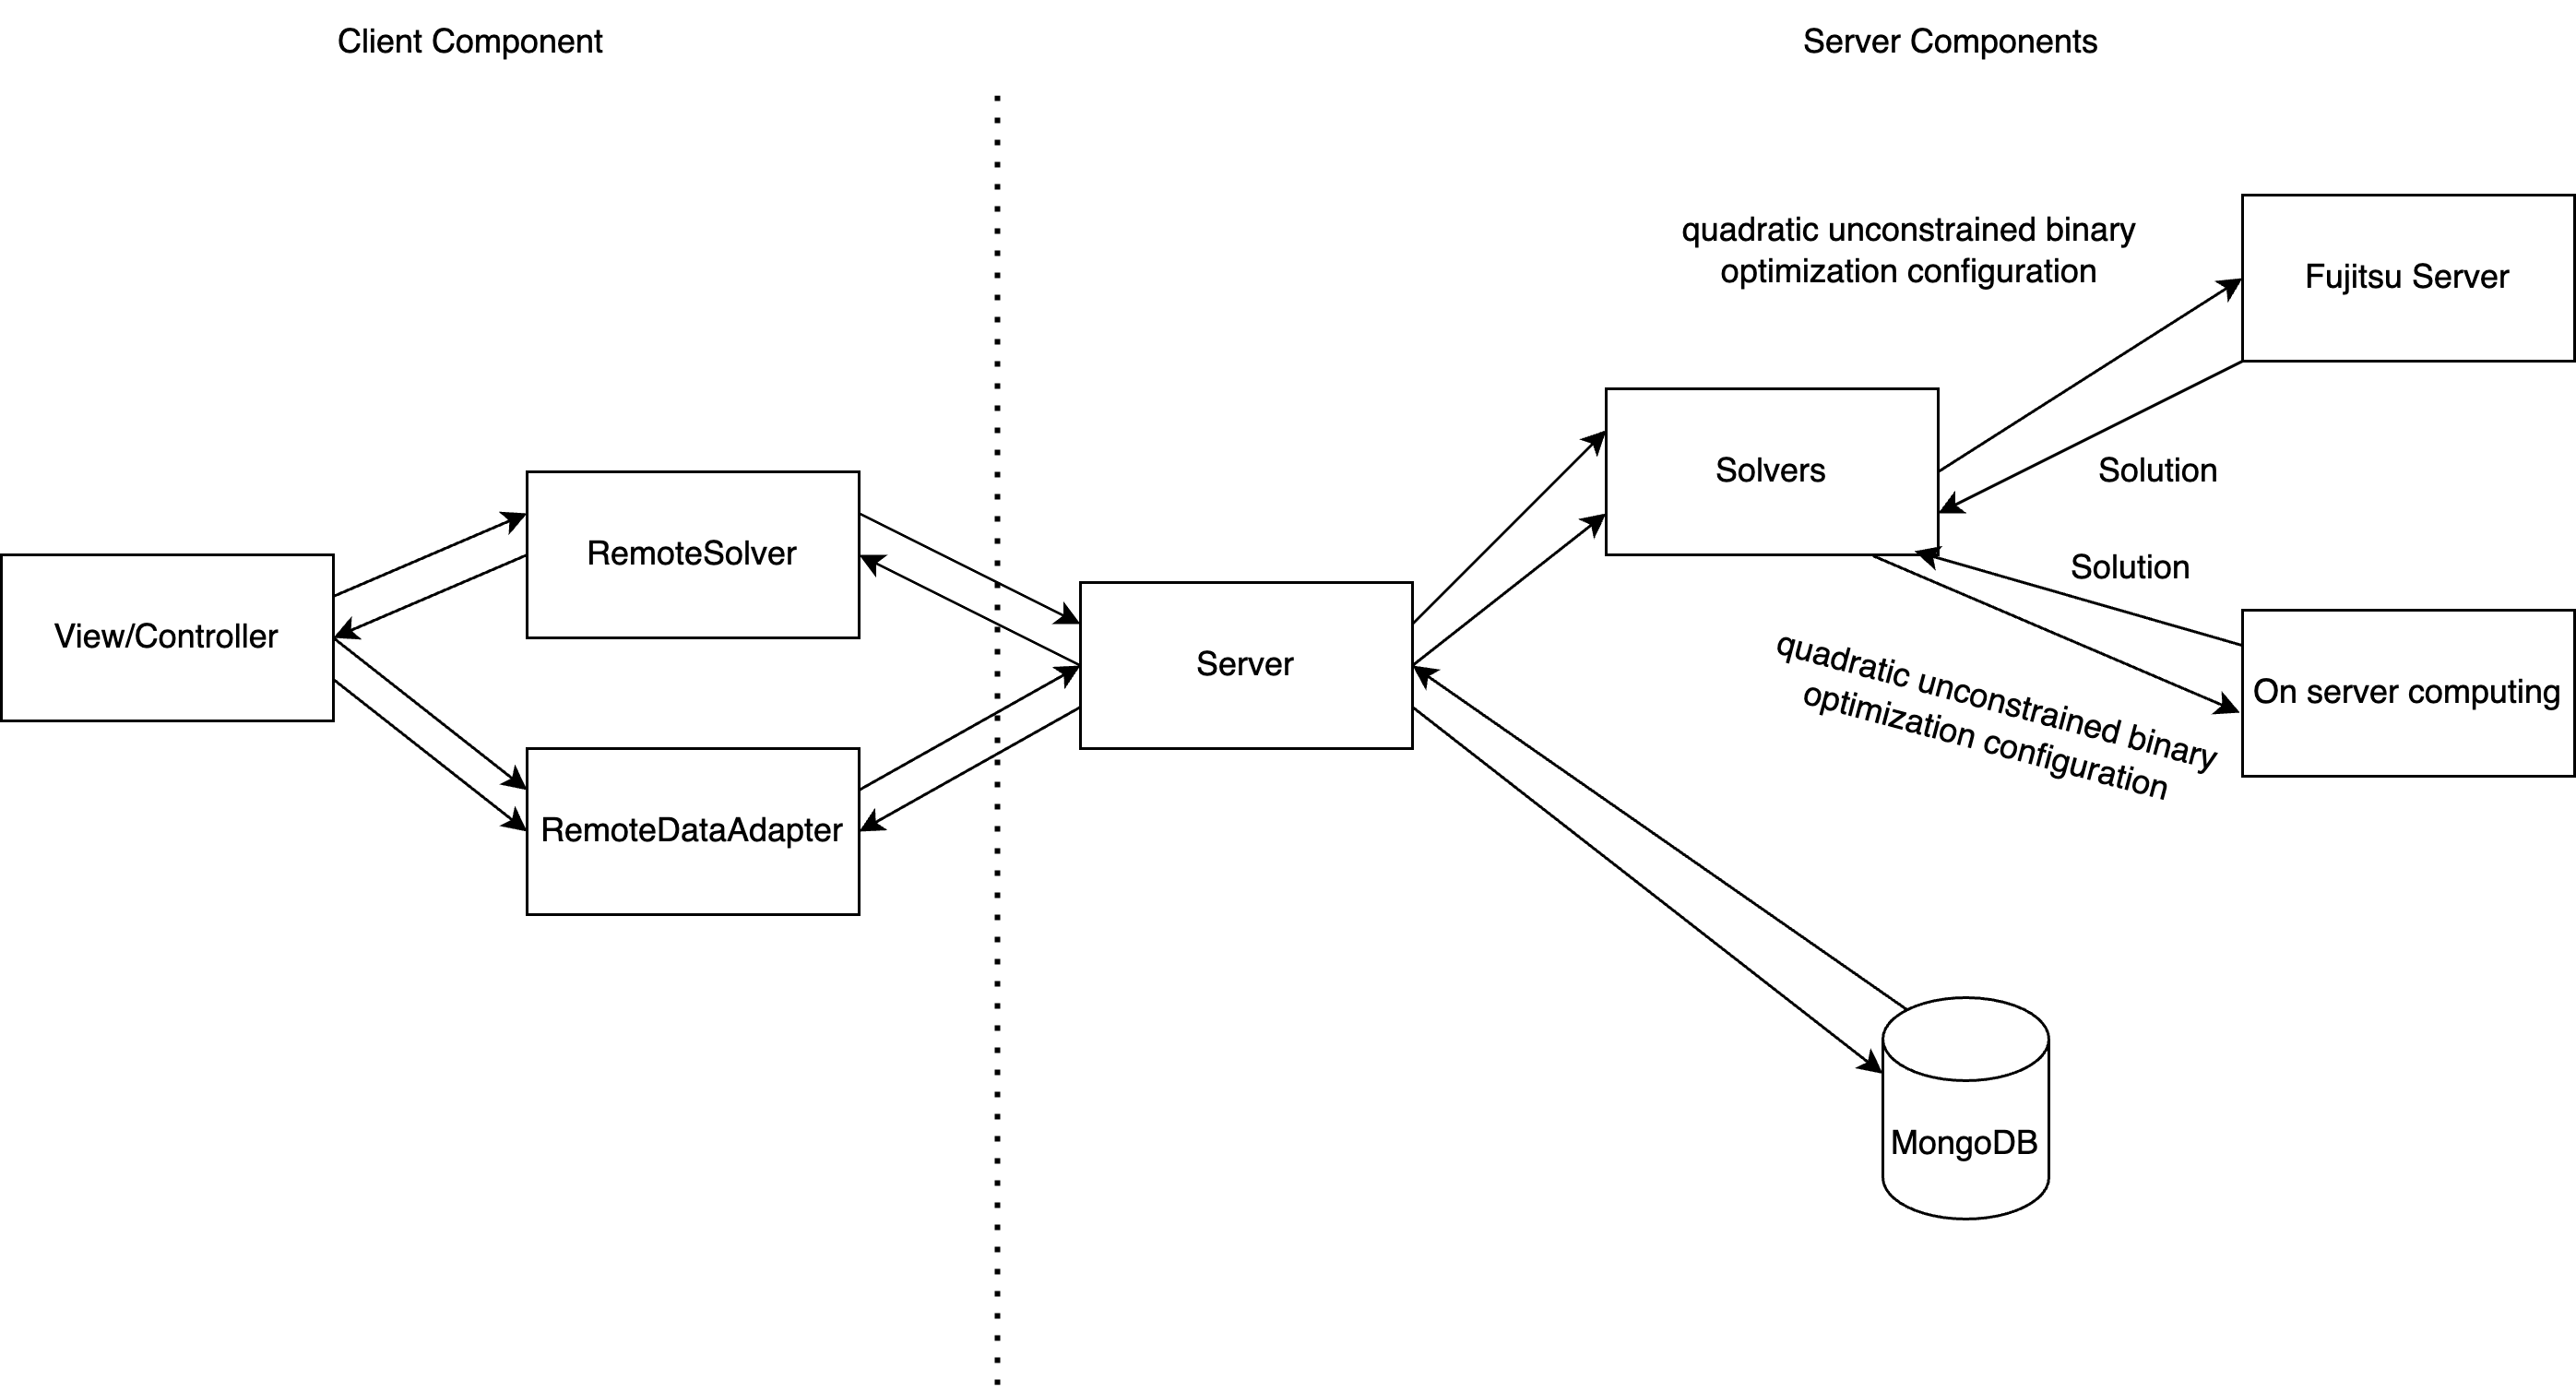 Client Component
Server Components
quadratic unconstrained binary
optimization configuration
Fujitsu Server
Solvers
Solution
RemoteSolver
Solution
View/Controller
Server
quadratic unconstrained binary
optimization configuration
On server computing
RemoteDataAdapter
MongoDB